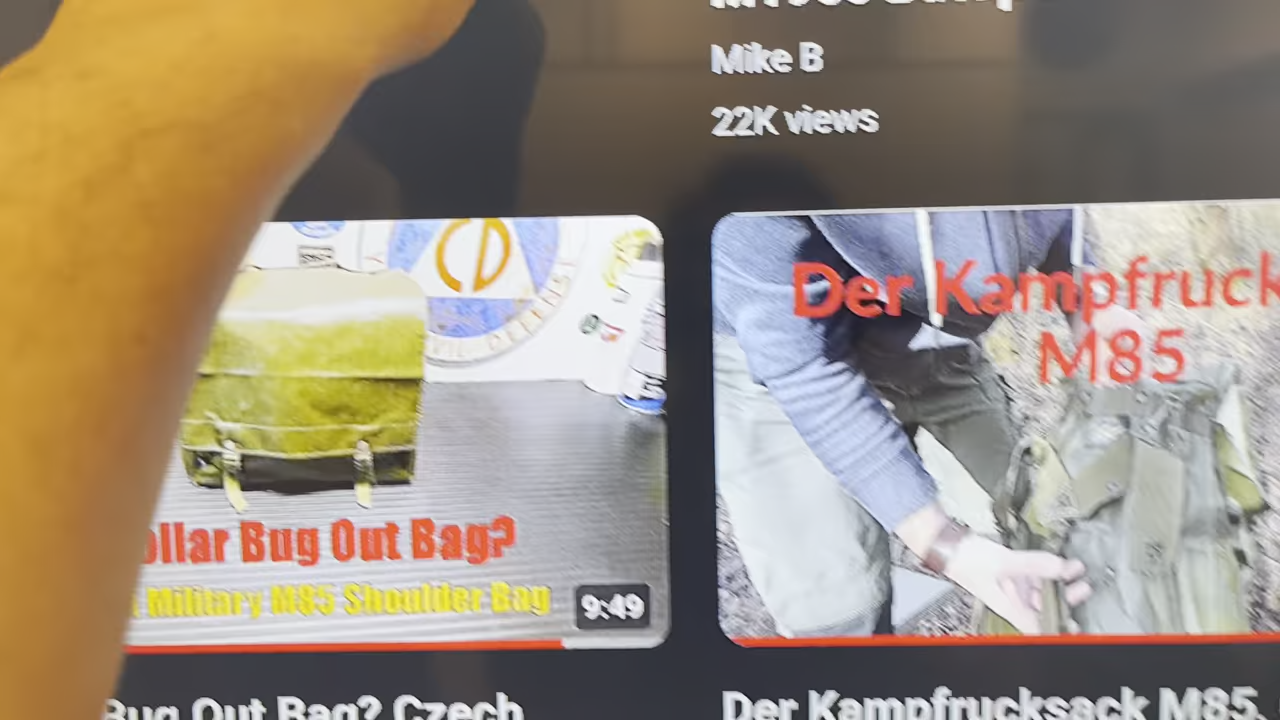 Mike B
22K views
CD
Der Kampfruck
M85
ollar Bug Out Bag?
Military M85 Shoulder Bag
9:49
Bug Out Bag? Czech
Der Kampfrucksack M85